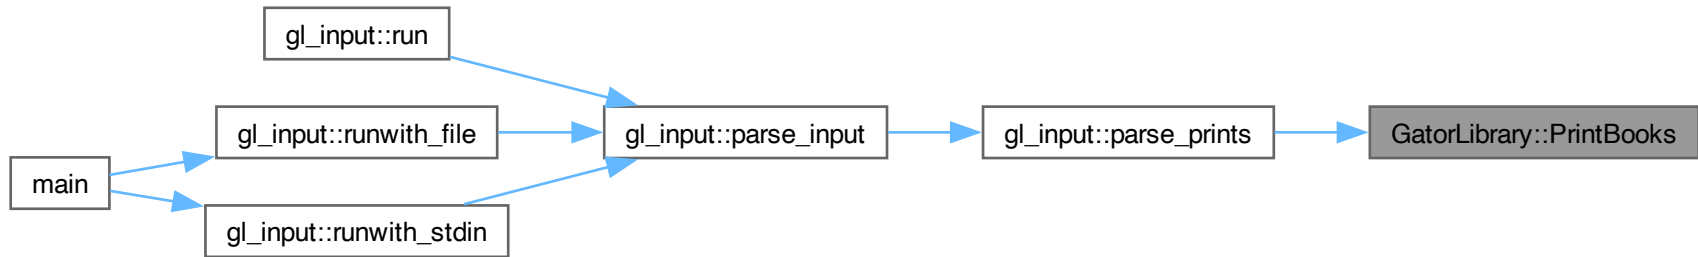 gl_input::run
gl_input::runwith_file
gl_input::parse_input
gl_input::parse_prints
GatorLibrary::PrintBooks
main
gl_input::runwith_stdin